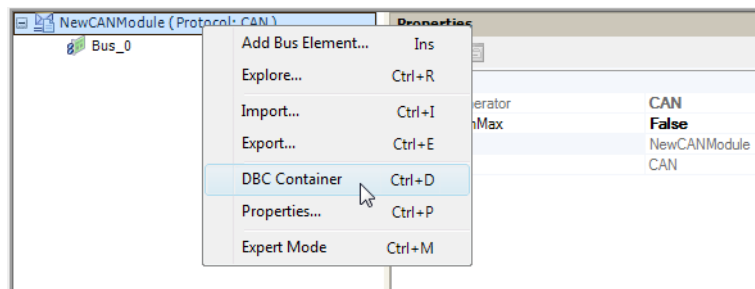 NewCANModule (Protocol: CAN) Properties
Bus_0
Add Bus Element... Ins
Explore... Ctrl+R
Import... Ctrl+I
Export... Ctrl+E
DBC Container Ctrl+D
Properties... Ctrl+P
Expert Mode Ctrl+M
erator CAN
Max False
NewCANModule
CAN